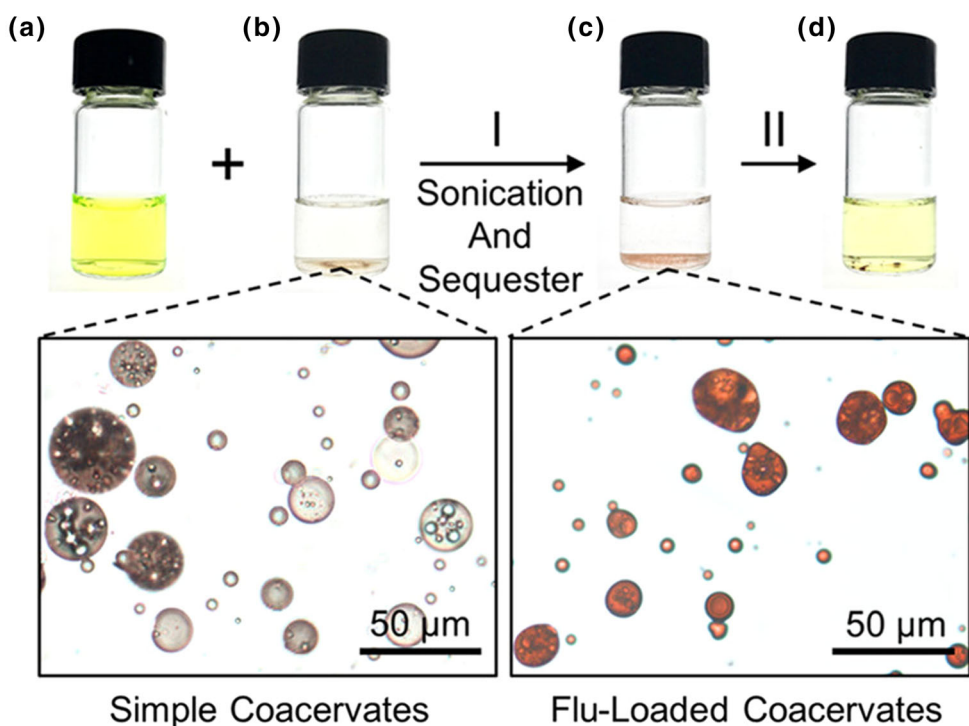 (a) (b) (c) (d)
+
I
II
Sonication
And
Sequester
50 μm
50 μm
Simple Coacervates
Flu-Loaded Coacervates